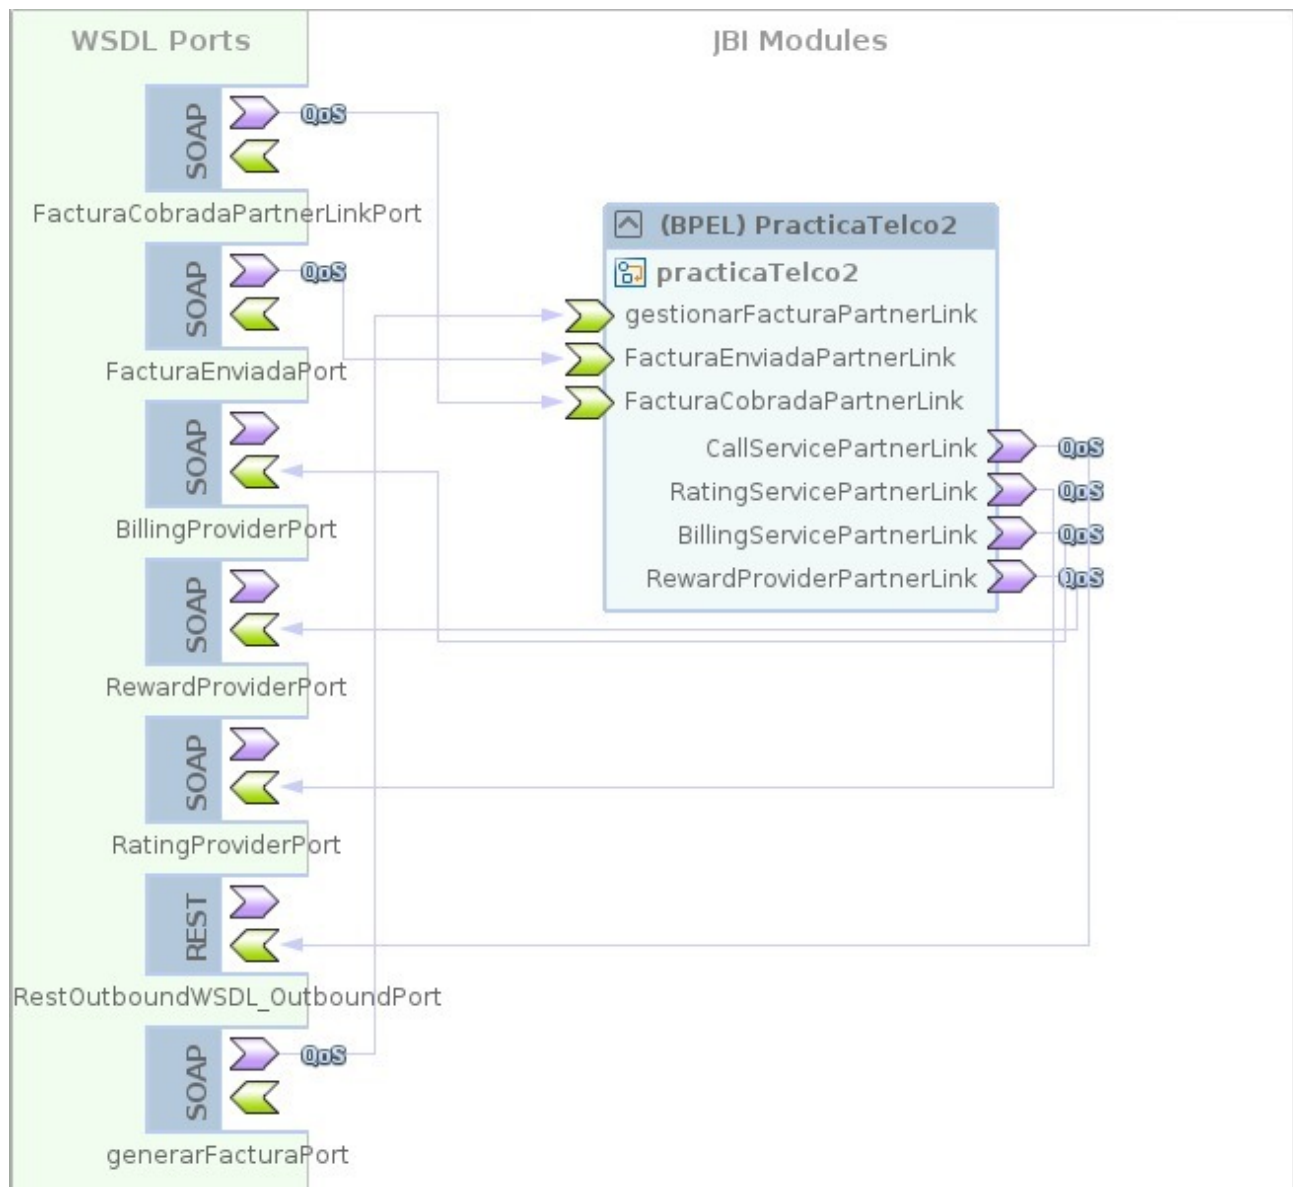 WSDL Ports
JBI Modules
SOAP
QoS
FacturaCobradaPartnerLinkPort
SOAP
QoS
FacturaEnviadaPort
SOAP
BillingProviderPort
SOAP
RewardProviderPort
SOAP
RatingProviderPort
REST
RestOutboundWSDL_OutboundPort
SOAP
QoS
generarFacturaPort
(BPEL) PracticaTelco2
practicaTelco2
gestionarFacturaPartnerLink
FacturaEnviadaPartnerLink
FacturaCobradaPartnerLink
CallServicePartnerLink QoS
RatingServicePartnerLink QoS
BillingServicePartnerLink QoS
RewardProviderPartnerLink QoS